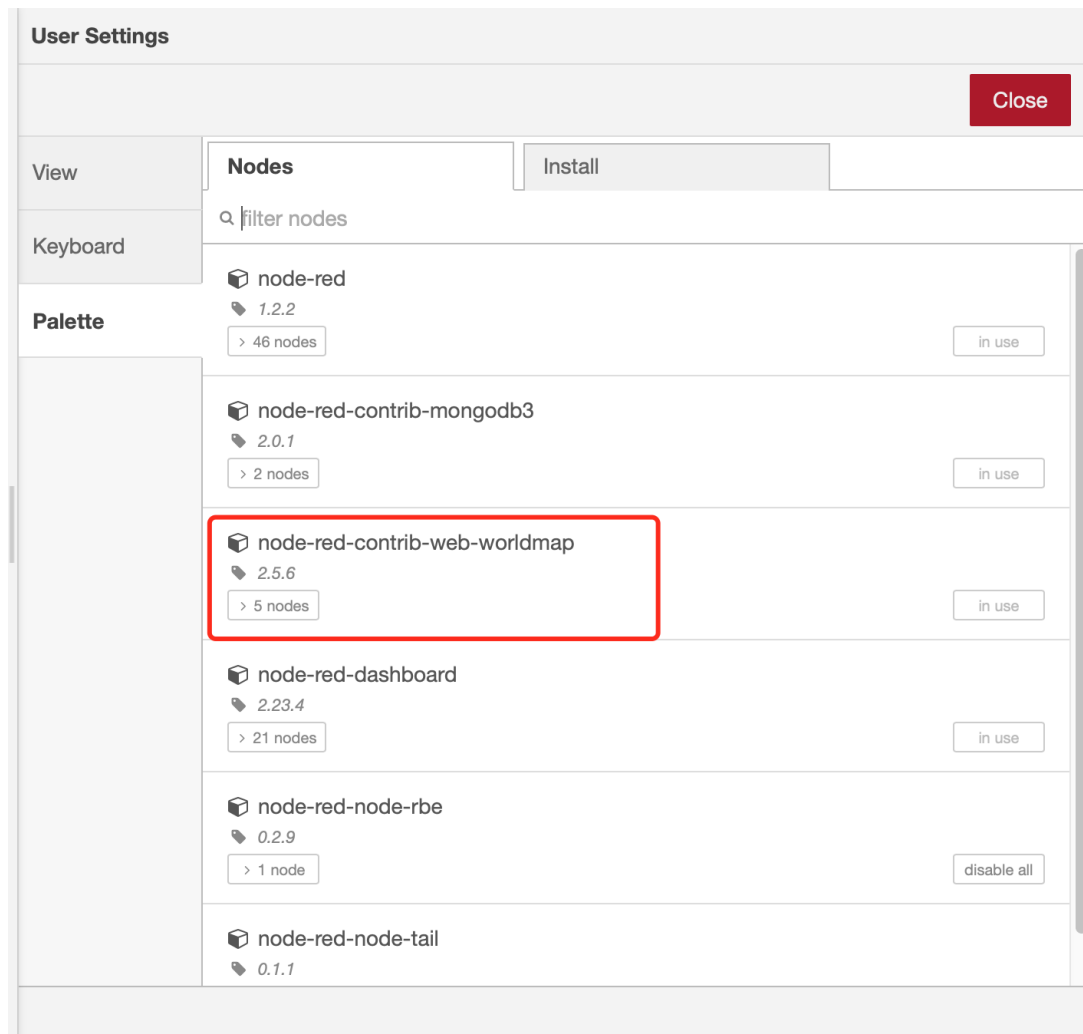 User Settings
Close
View
Keyboard
Palette
Nodes
Install
filter nodes
node-red
1.2.2
> 46 nodes
in use
node-red-contrib-mongodb3
2.0.1
> 2 nodes
in use
node-red-contrib-web-worldmap
2.5.6
> 5 nodes
in use
node-red-dashboard
2.23.4
> 21 nodes
in use
node-red-node-rbe
0.2.9
> 1 node
disable all
node-red-node-tail
0.1.1